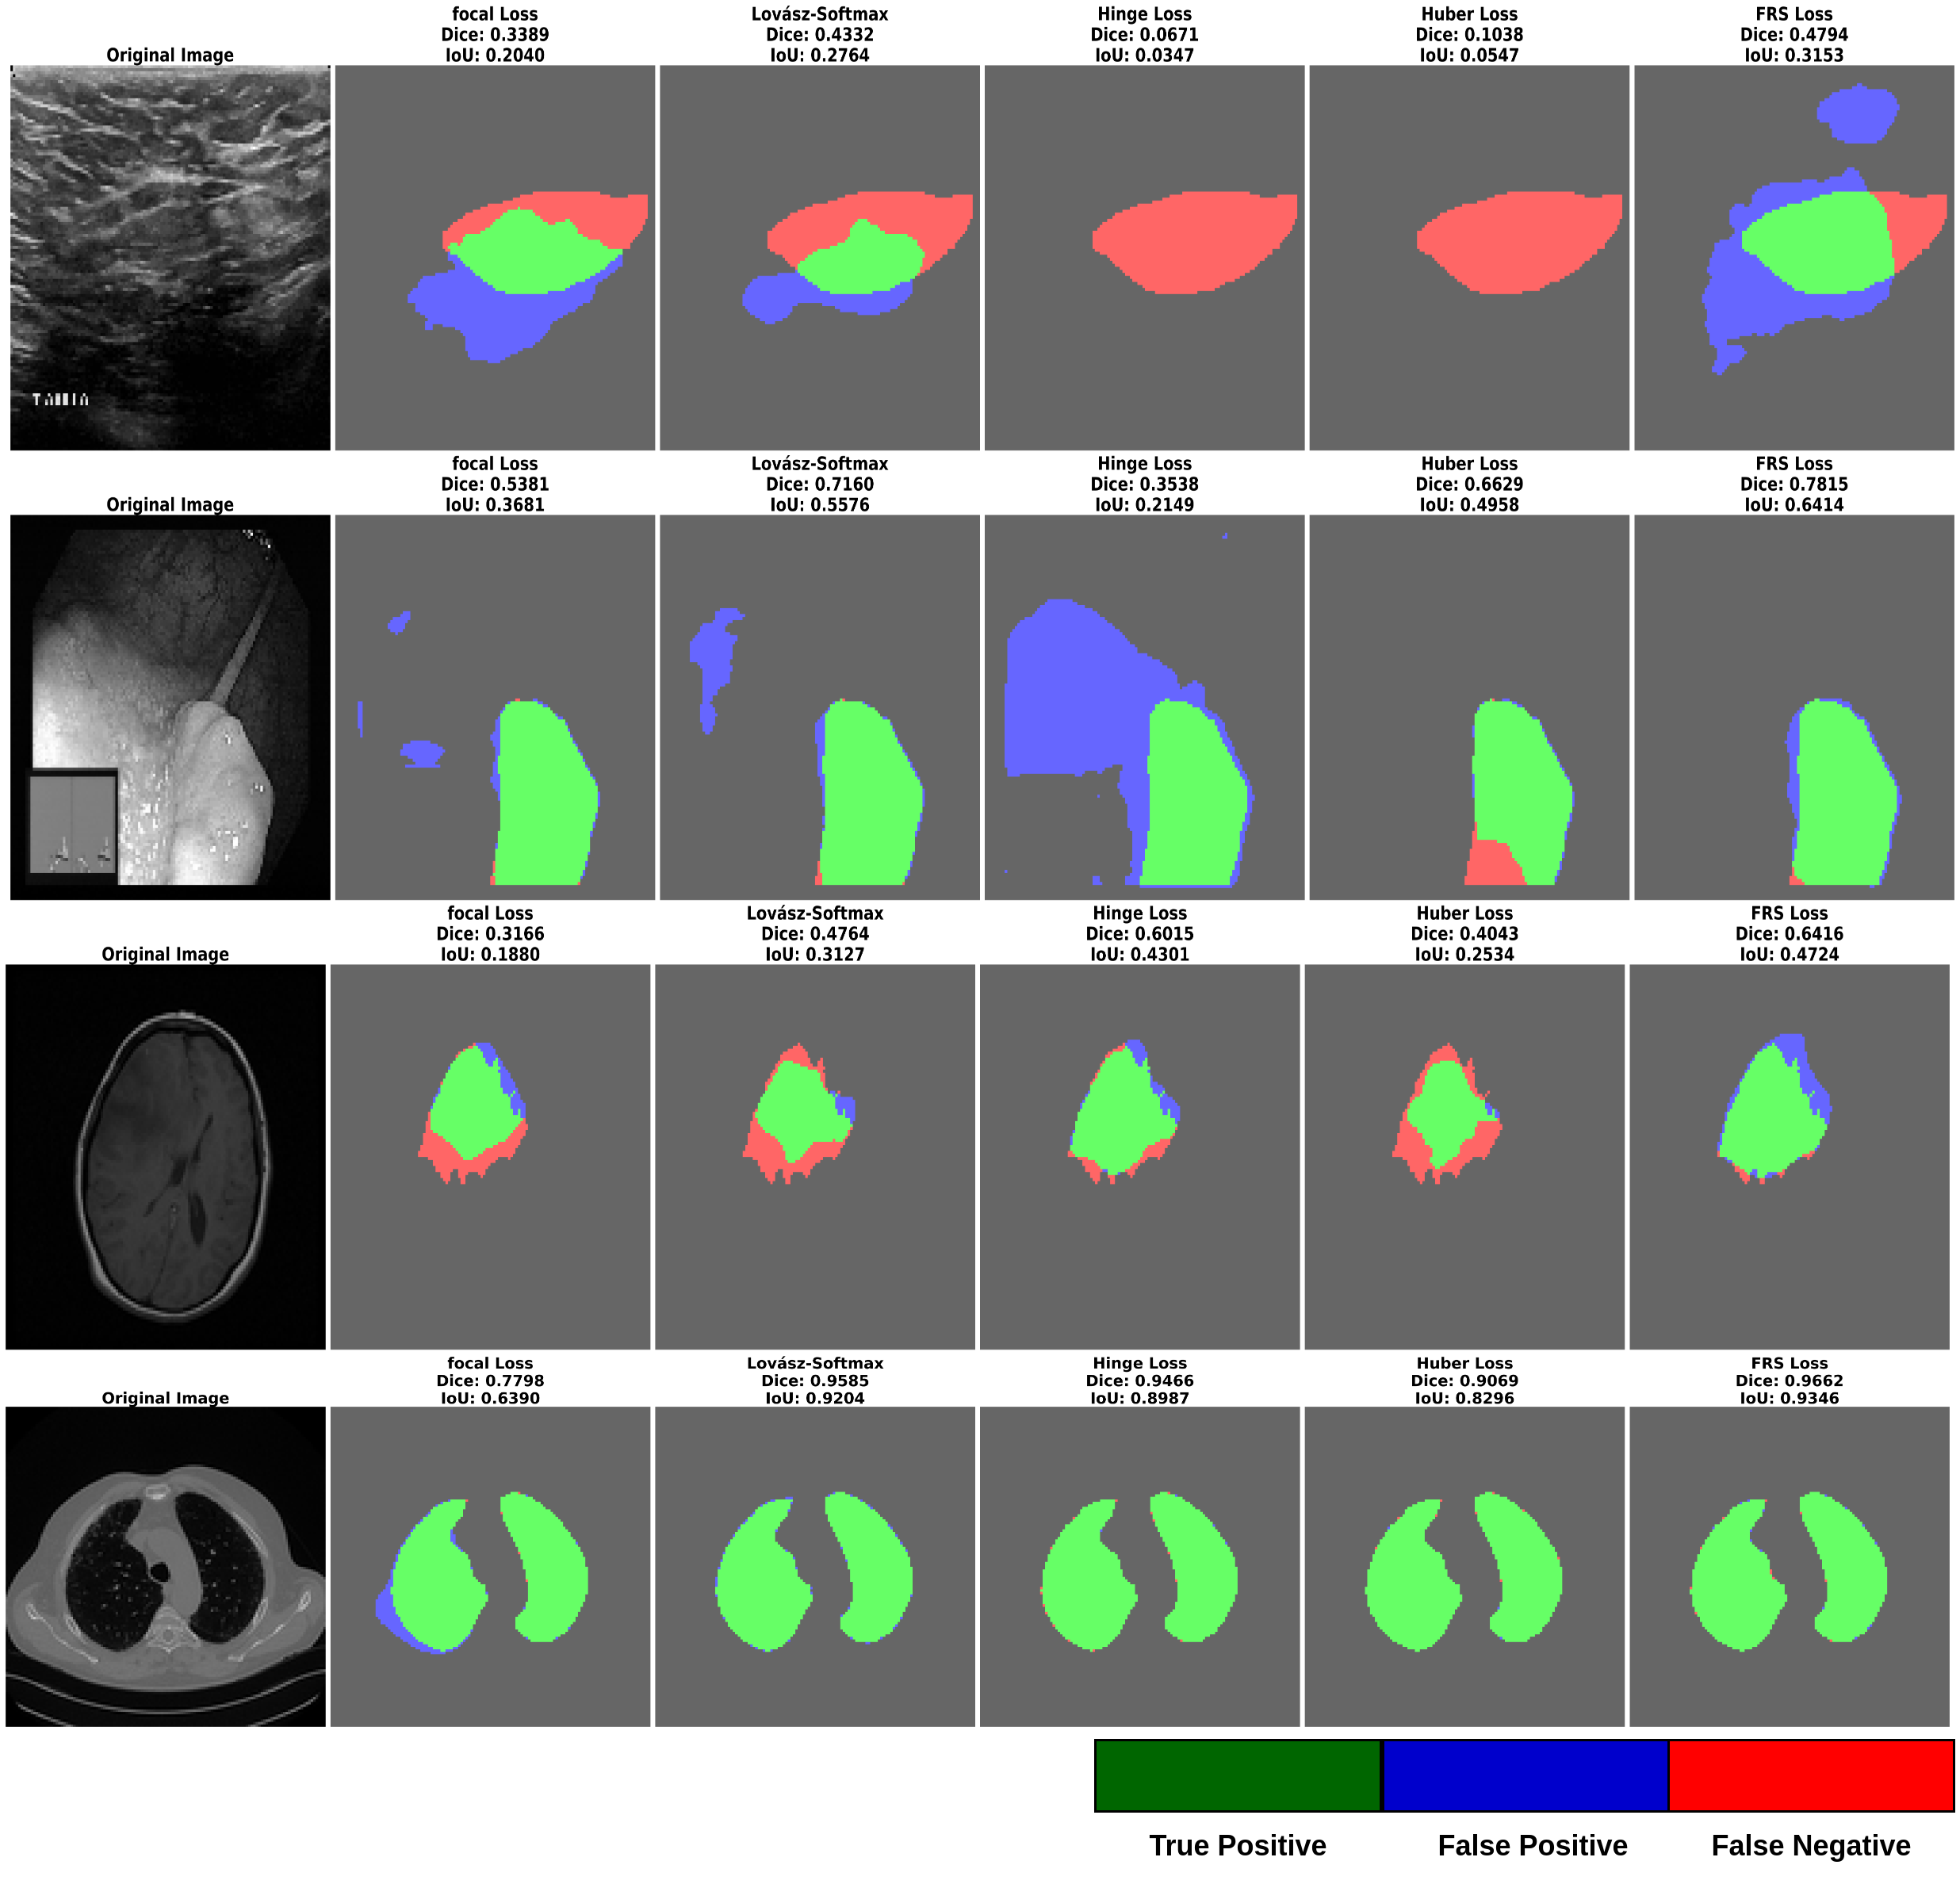 focal Loss
Dice: 0.3389
IoU: 0.2040
Lovász-Softmax
Dice: 0.4332
IoU: 0.2764
Hinge Loss
Dice: 0.0671
IoU: 0.0347
Huber Loss
Dice: 0.1038
IoU: 0.0547
FRS Loss
Dice: 0.4794
IoU: 0.3153
Original Image
focal Loss
Dice: 0.5381
IoU: 0.3681
Lovász-Softmax
Dice: 0.7160
IoU: 0.5576
Hinge Loss
Dice: 0.3538
IoU: 0.2149
Huber Loss
Dice: 0.6629
IoU: 0.4958
FRS Loss
Dice: 0.7815
IoU: 0.6414
Original Image
focal Loss
Dice: 0.3166
IoU: 0.1880
Lovász-Softmax
Dice: 0.4764
IoU: 0.3127
Hinge Loss
Dice: 0.6015
IoU: 0.4301
Huber Loss
Dice: 0.4043
IoU: 0.2534
FRS Loss
Dice: 0.6416
IoU: 0.4724
Original Image
focal Loss
Dice: 0.7798
IoU: 0.6390
Lovász-Softmax
Dice: 0.9585
IoU: 0.9204
Hinge Loss
Dice: 0.9466
IoU: 0.8987
Huber Loss
Dice: 0.9069
IoU: 0.8296
FRS Loss
Dice: 0.9662
IoU: 0.9346
Original Image
True Positive
False Positive
False Negative